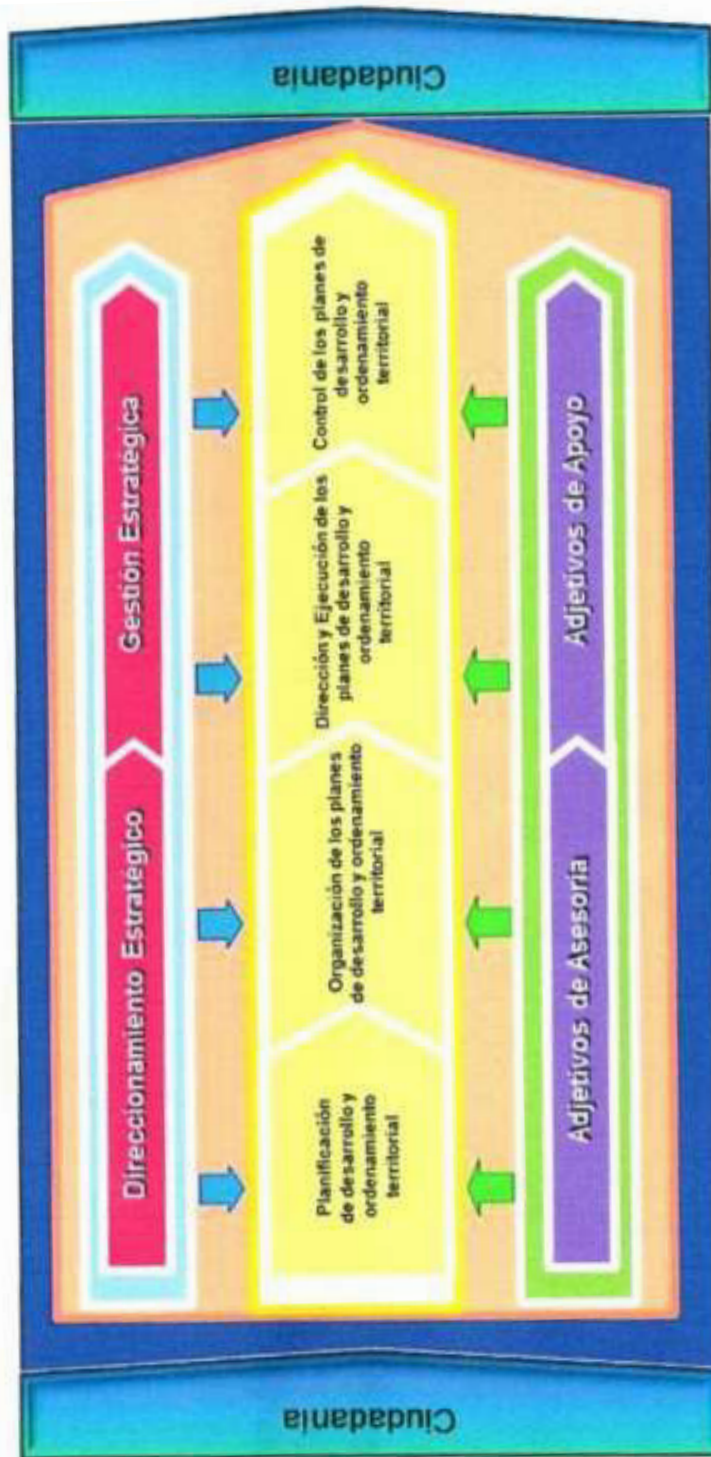 Ciudadanía
Direccionamiento Estratégico
Gestión Estratégica
Planificación
de desarrollo y
ordenamiento
territorial
Organización de los planes
de desarrollo y ordenamiento
territorial
Dirección y Ejecución de los
planes de desarrollo y
ordenamiento
territorial
Control de los planes de
desarrollo y
ordenamiento
territorial
Adjetivos de Asesoría
Adjetivos de Apoyo
Ciudadanía